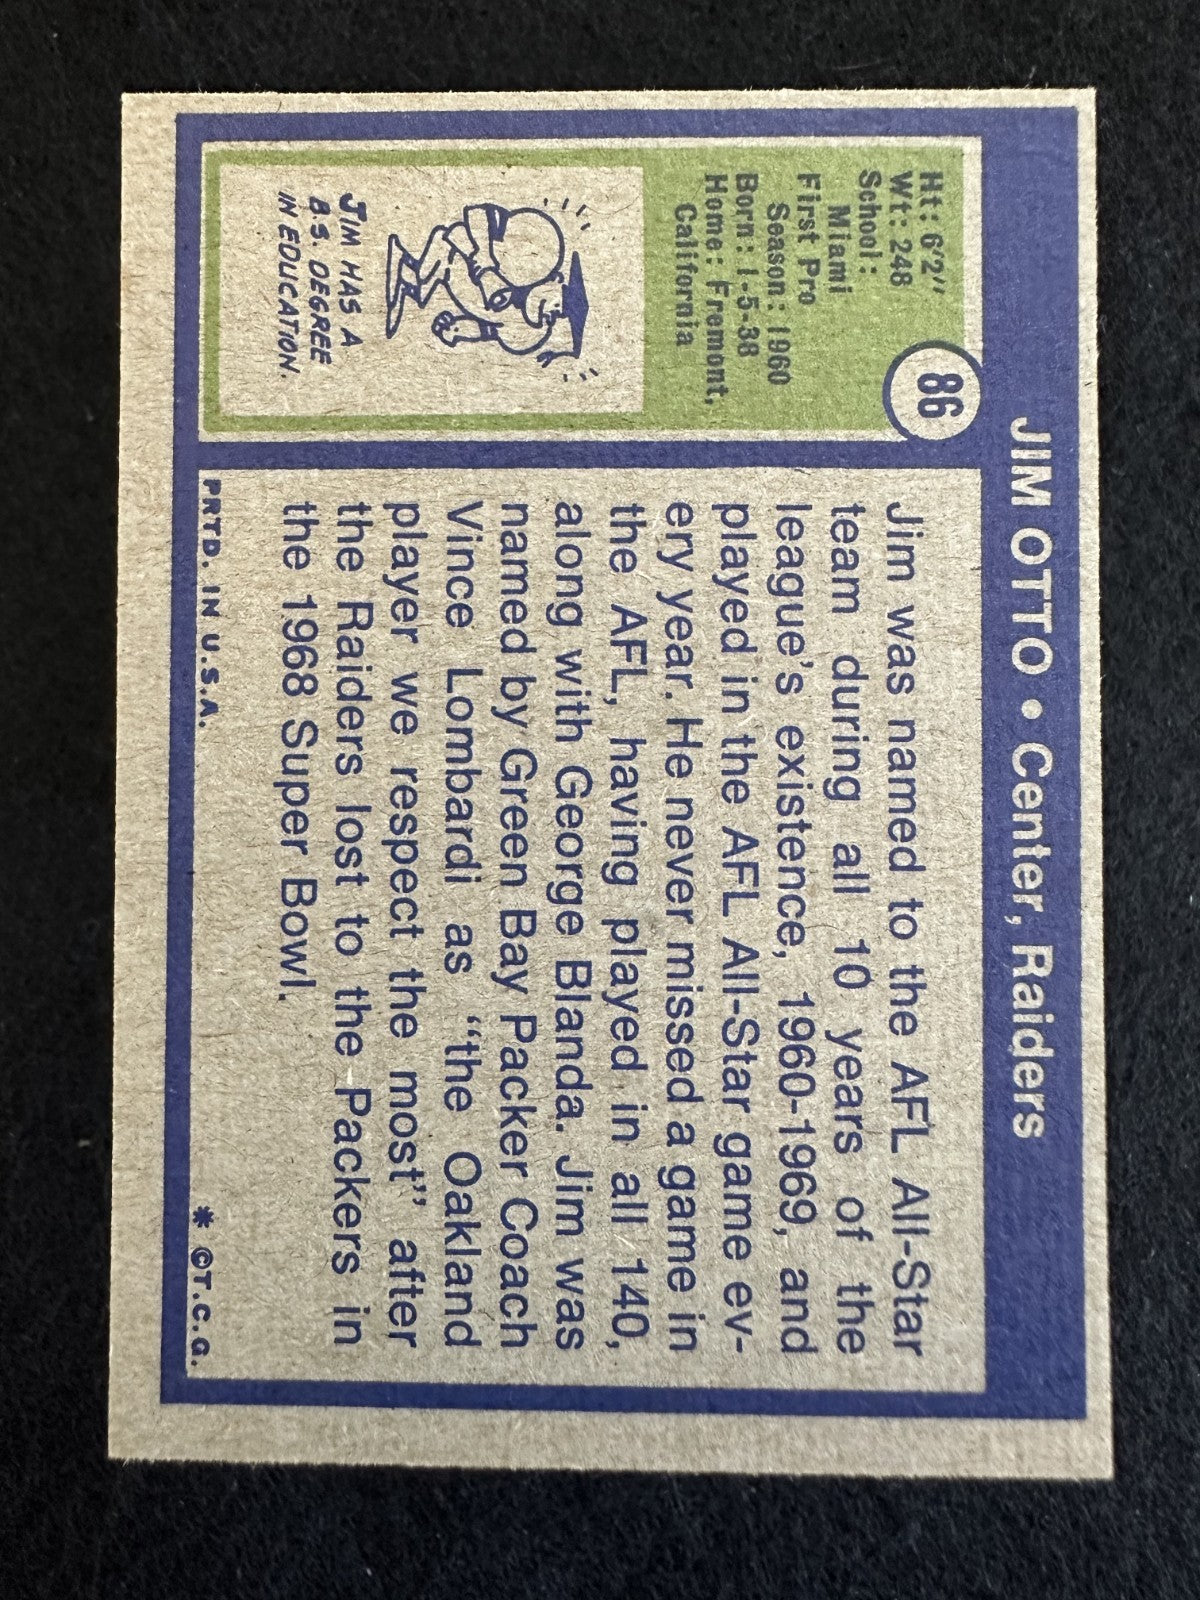 JIM OTTO • Center, Raiders
86
Ht: 6'2"
Wt: 248
School:
Miami
First Pro
Season: 1960
Born: 1-5-38
Home: Fremont,
California
JIM HAS A
B.S. DEGREE
IN EDUCATION.
Jim was named to the AFL All-Star
team during all 10 years of the
league's existence, 1960-1969, and
played in the AFL All-Star game ev-
ery year. He never missed a game in
the AFL, having played in all 140,
along with George Blanda. Jim was
named by Green Bay Packer Coach
Vince Lombardi as "the Oakland
player we respect the most" after
the Raiders lost to the Packers in
the 1968 Super Bowl.
PRTD. IN U.S.A.
* ©T.C.G.